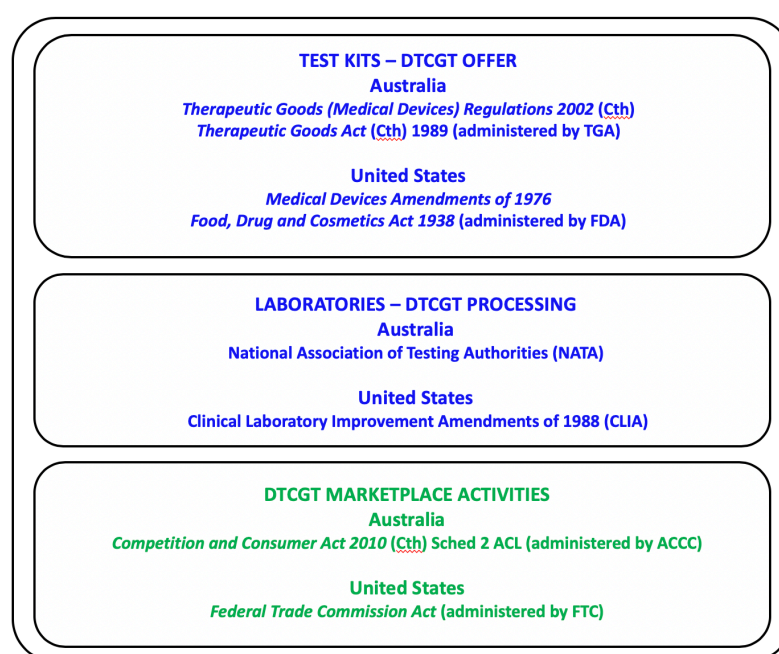 TEST KITS – DTCGT OFFER
Australia
Therapeutic Goods (Medical Devices) Regulations 2002 (Cth)
Therapeutic Goods Act (Cth) 1989 (administered by TGA)
United States
Medical Devices Amendments of 1976
Food, Drug and Cosmetics Act 1938 (administered by FDA)
LABORATORIES – DTCGT PROCESSING
Australia
National Association of Testing Authorities (NATA)
United States
Clinical Laboratory Improvement Amendments of 1988 (CLIA)
DTCGT MARKETPLACE ACTIVITIES
Australia
Competition and Consumer Act 2010 (Cth) Sched 2 ACL (administered by ACCC)
United States
Federal Trade Commission Act (administered by FTC)